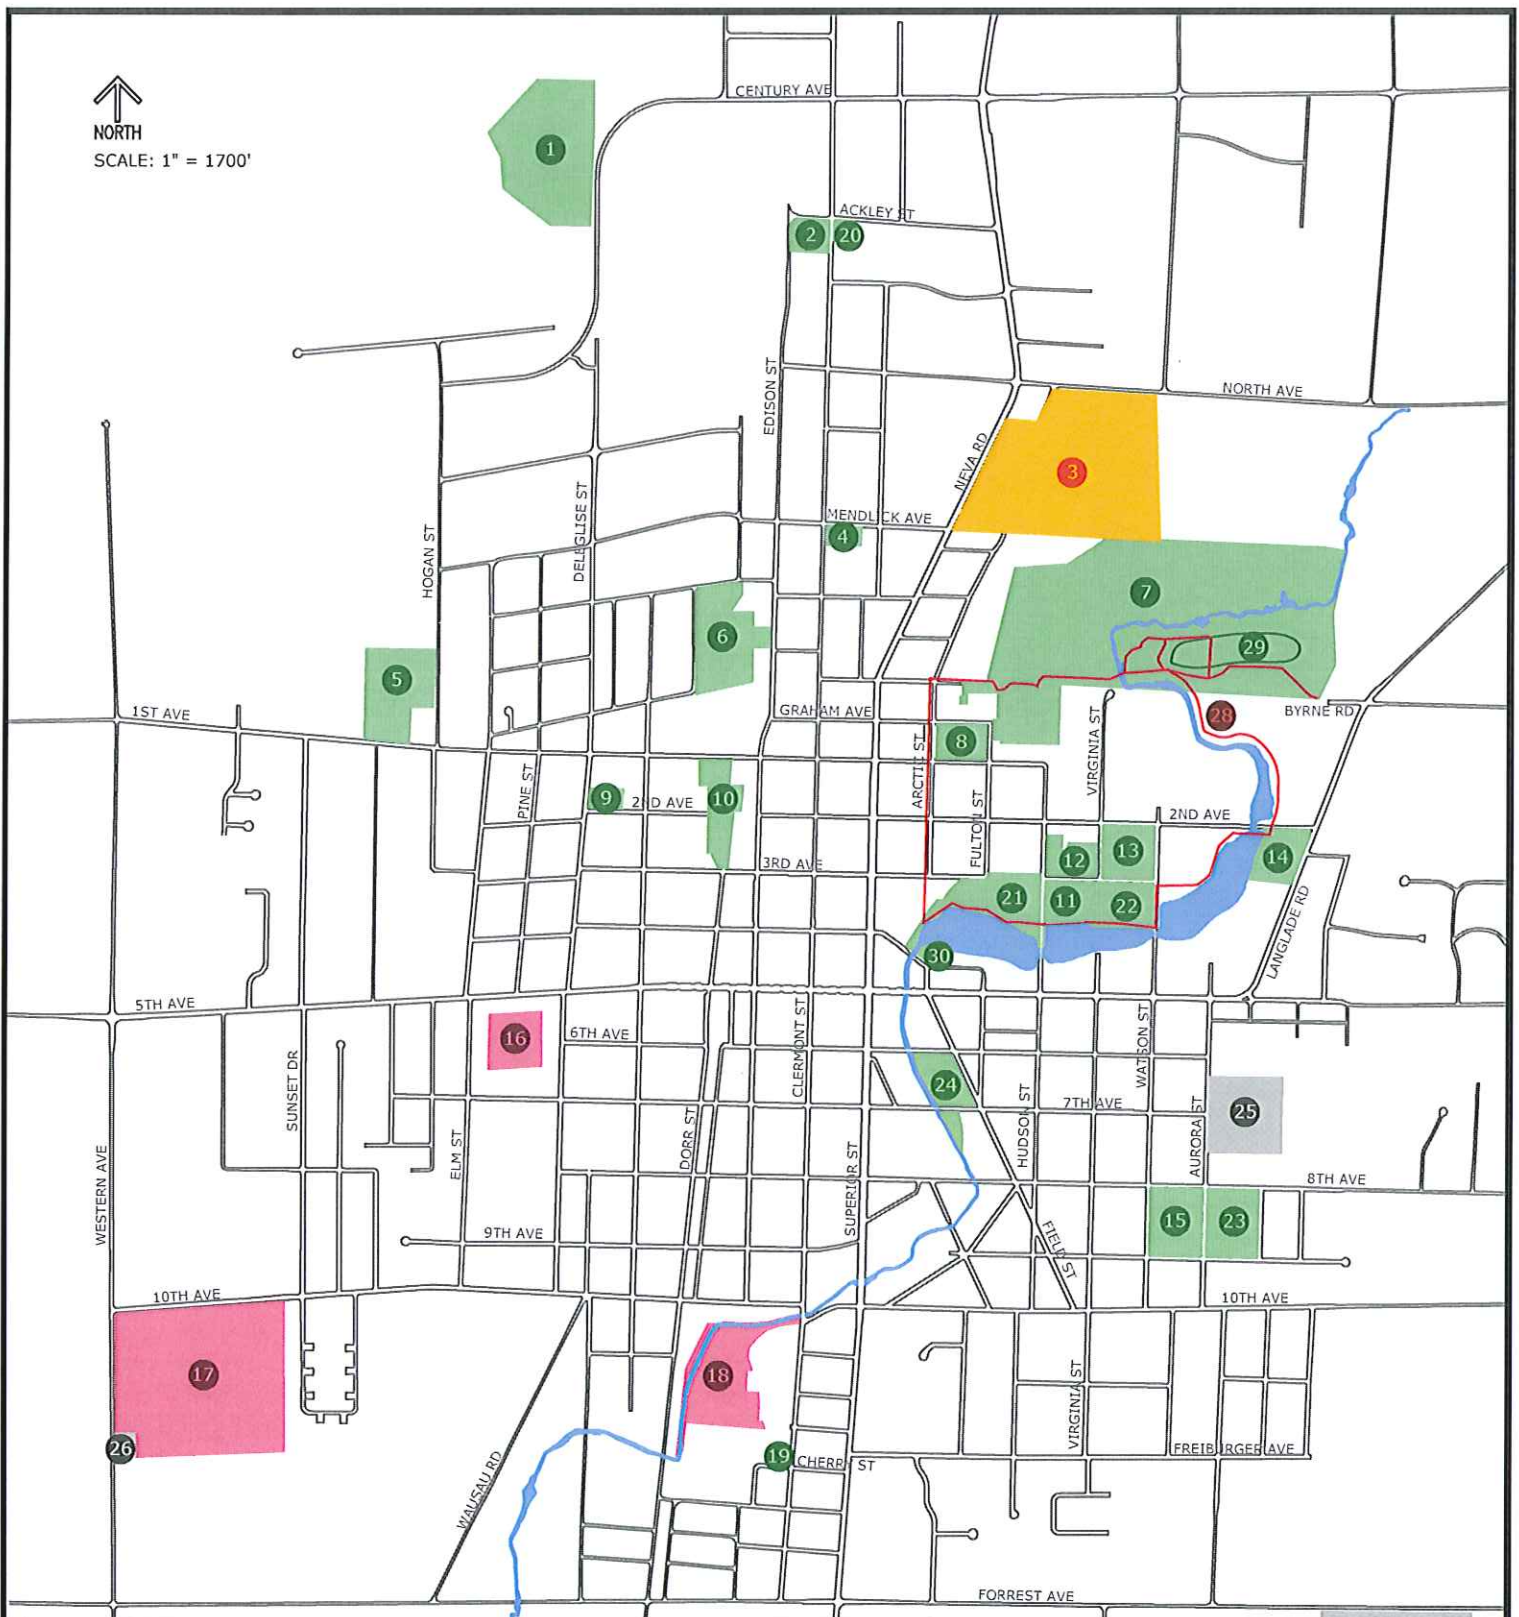 CENTURY AVE
1
NORTH
SCALE: 1" = 1700'
ACKLEY ST
2
20
EDISON ST
NORTH AVE
NEVA RD
3
MENDLICK AVE
4
DELEGLISE ST
HOGAN ST
7
6
29
5
1ST AVE
GRAHAM AVE
28
BYRNE RD
8
ARCTIC ST
VIRGINIA ST
PINE ST
9
2ND AVE
10
2ND AVE
FULTON ST
3RD AVE
12
13
14
21
11
22
LANGLADE RD
30
5TH AVE
16
6TH AVE
CLERMONT ST
WATSON ST
SUNSET DR
24
HUDSON ST
7TH AVE
25
DORR ST
ELM ST
AURORA ST
WESTERN AVE
SUPERIOR ST
8TH AVE
15
23
9TH AVE
FIELD ST
10TH AVE
10TH AVE
17
18
VIRGINIA ST
26
19
CHERRY ST
FREIBURGER AVE
WAUSAU RD
FORREST AVE